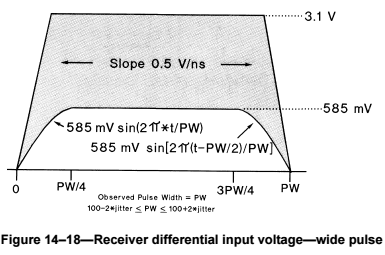 3.1 V
Slope 0.5 V/ns
585 mV
585 mV sin(2π*t/PW)
585 mV sin[2π(t-PW/2)/PW]
0 PW/4 3PW/4 PW
Observed Pulse Width = PW
100-2*jitter ≤ PW ≤ 100+2*jitter
Figure 14–18—Receiver differential input voltage—wide pulse